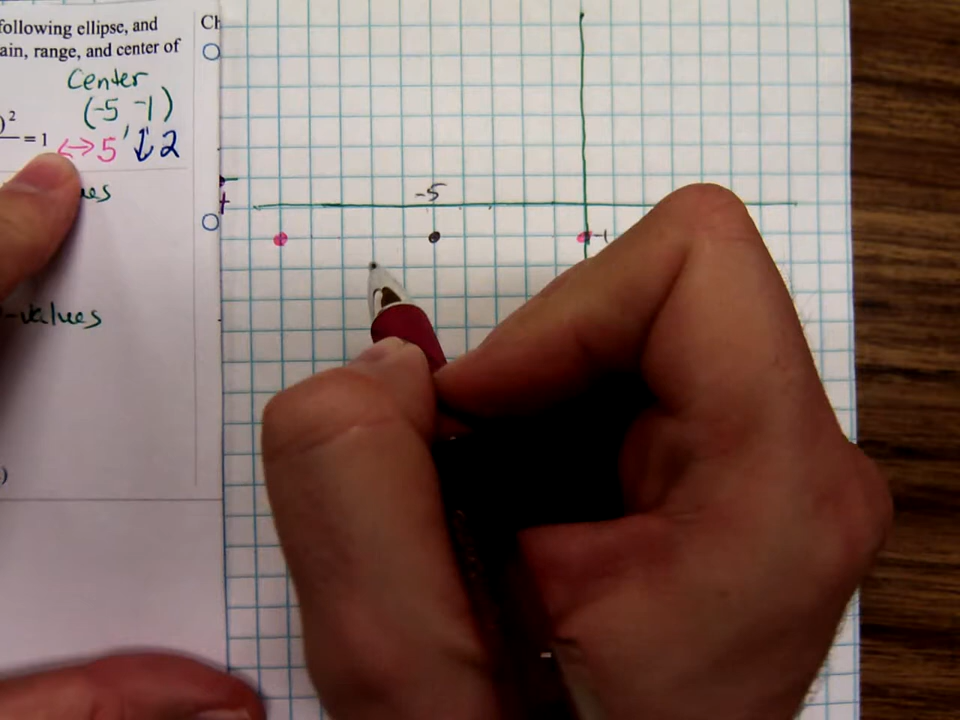 following ellipse, and
ain, range, and center of
Center
(-5, -1)
)² = 1 ↔5 ↕2
ues
-values
)
Ch
-5
-1